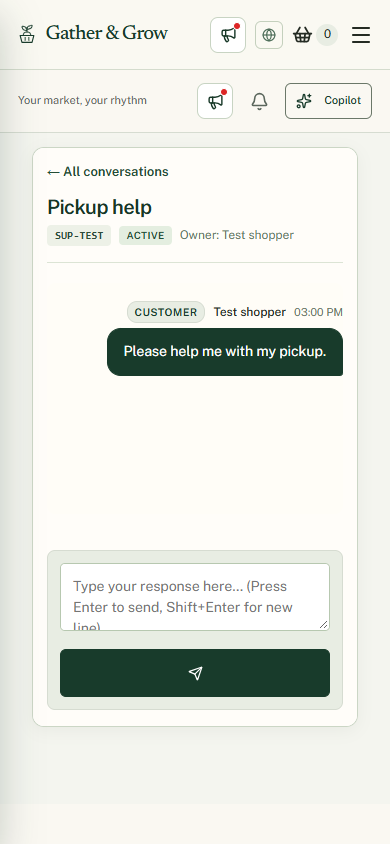 Gather & Grow
0
Your market, your rhythm
Copilot
← All conversations
Pickup help
SUP-TEST
ACTIVE
Owner: Test shopper
CUSTOMER
Test shopper
03:00 PM
Please help me with my pickup.
Type your response here... (Press
Enter to send, Shift+Enter for new
line)